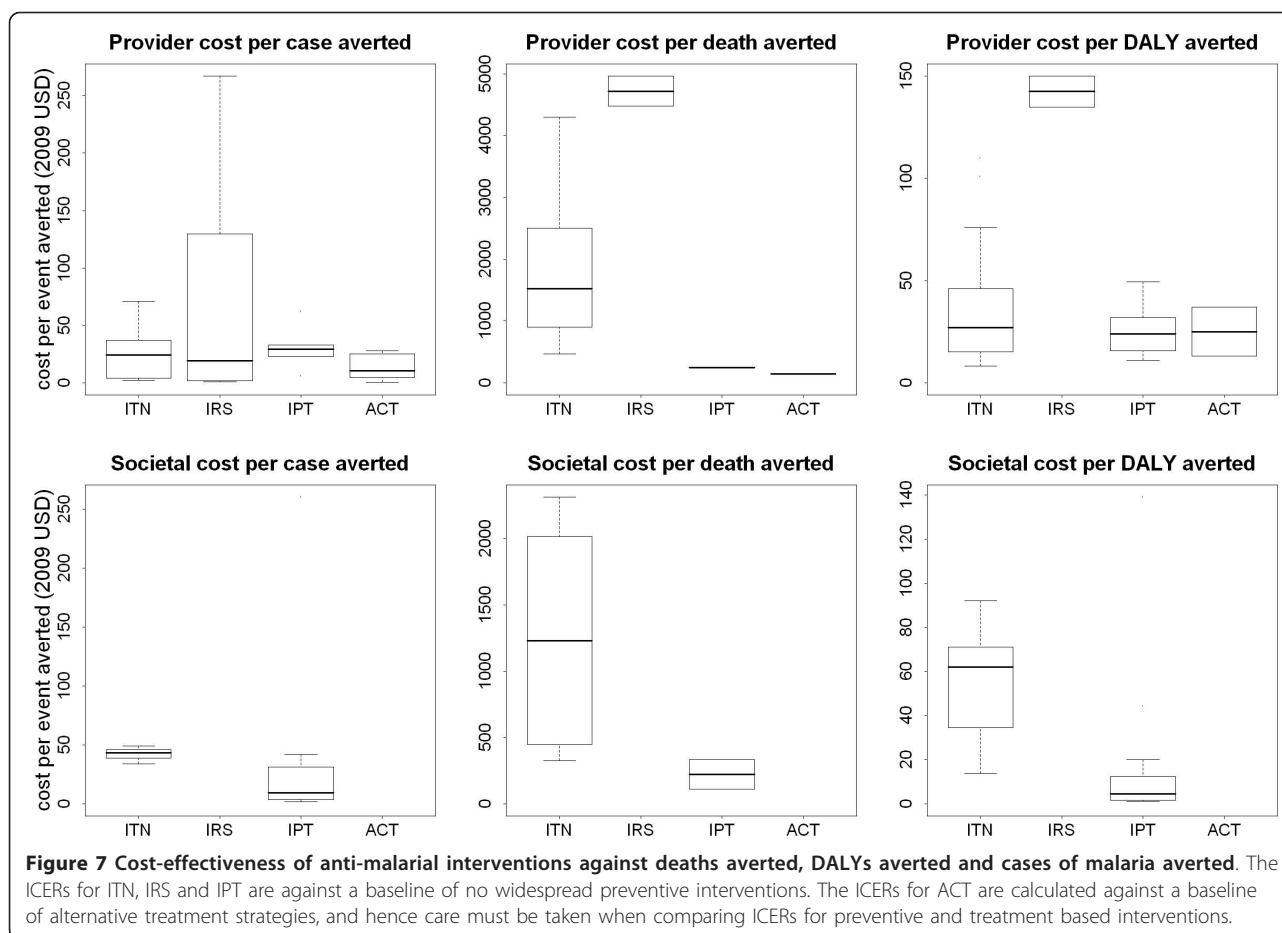 Provider cost per case averted
Provider cost per death averted
Provider cost per DALY averted
cost per event averted (2009 USD)
250
200
150
100
50
0
ITN IRS IPT ACT
5000
4000
3000
2000
1000
0
ITN IRS IPT ACT
150
100
50
0
ITN IRS IPT ACT
Societal cost per case averted
Societal cost per death averted
Societal cost per DALY averted
cost per event averted (2009 USD)
250
200
150
100
50
0
ITN IRS IPT ACT
2000
1500
1000
500
0
ITN IRS IPT ACT
140
120
100
80
60
40
20
0
ITN IRS IPT ACT
Figure 7 Cost-effectiveness of anti-malarial interventions against deaths averted, DALYs averted and cases of malaria averted. The
ICERs for ITN, IRS and IPT are against a baseline of no widespread preventive interventions. The ICERs for ACT are calculated against a baseline
of alternative treatment strategies, and hence care must be taken when comparing ICERs for preventive and treatment based interventions.